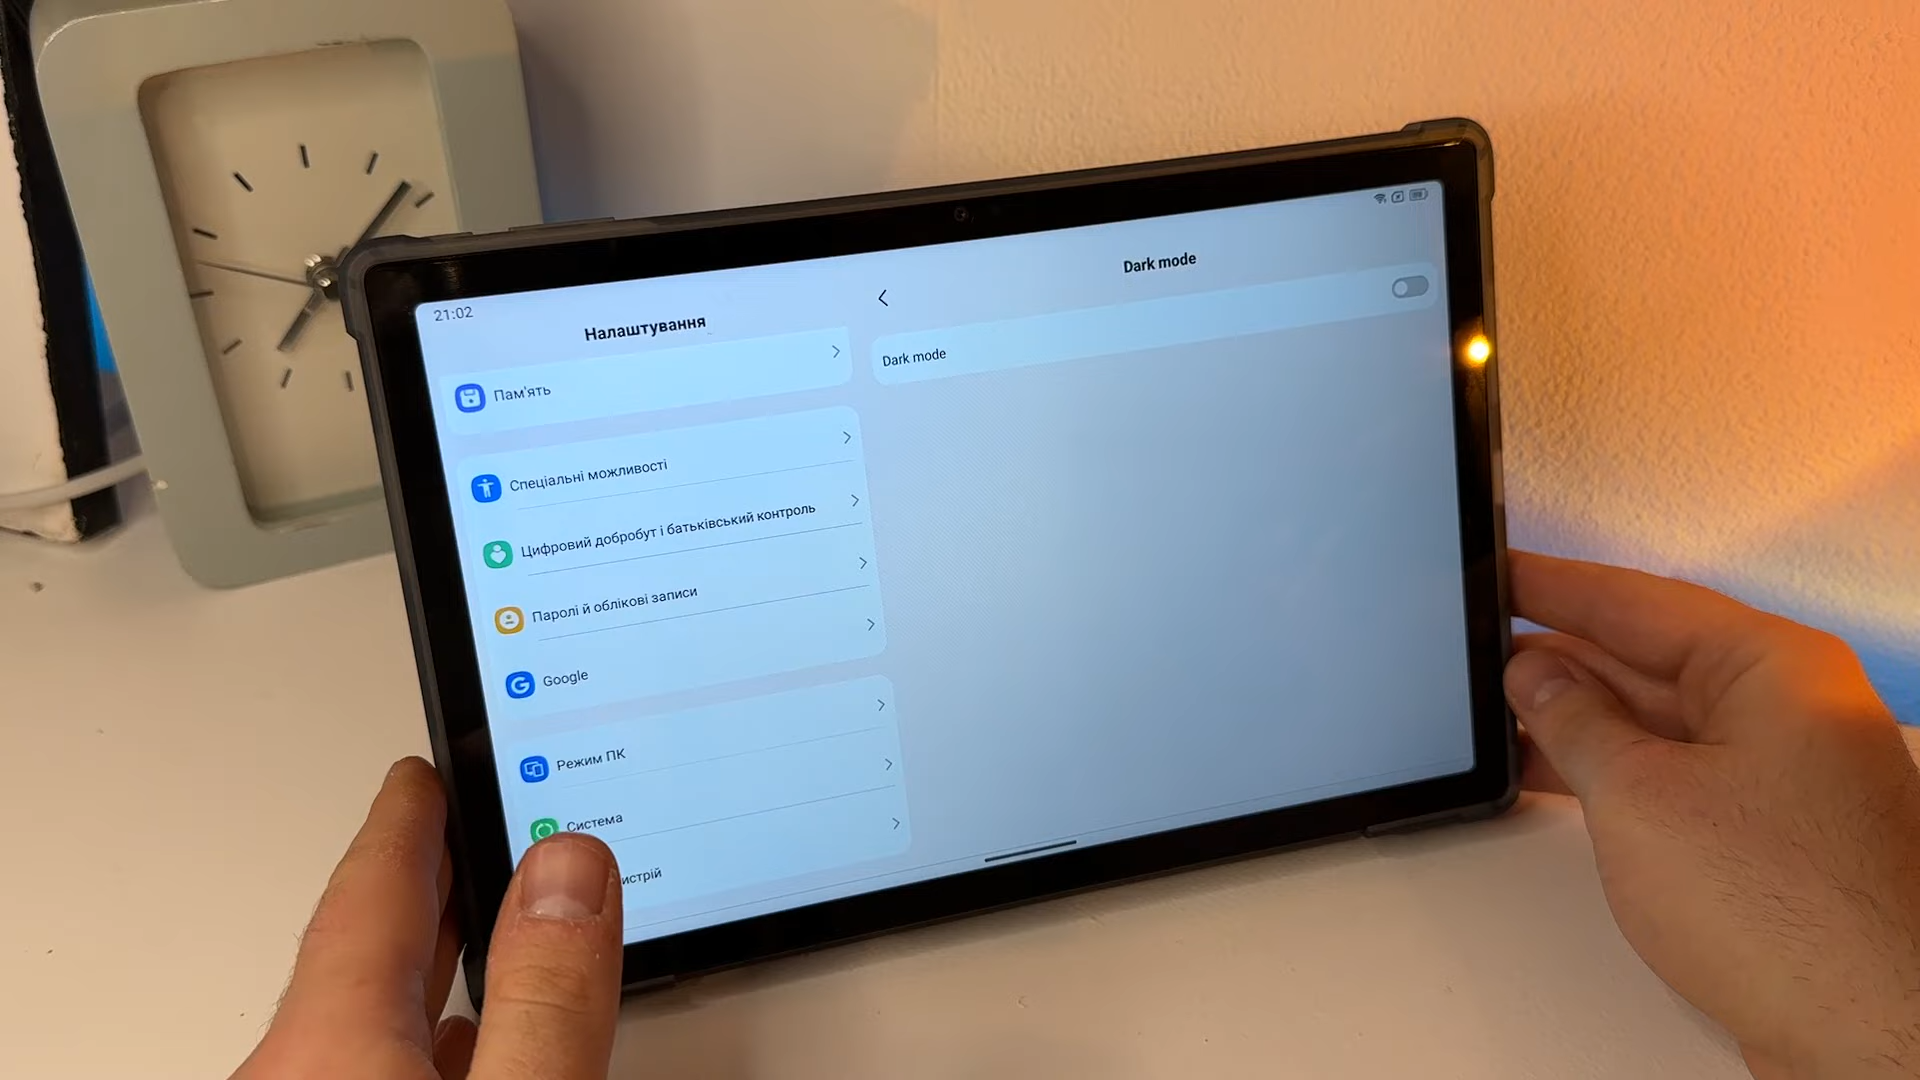 21:02
Налаштування
Пам'ять
Спеціальні можливості
Цифровий добробут і батьківський контроль
Паролі й облікові записи
Google
Режим ПК
Система
истрій
Dark mode
Dark mode